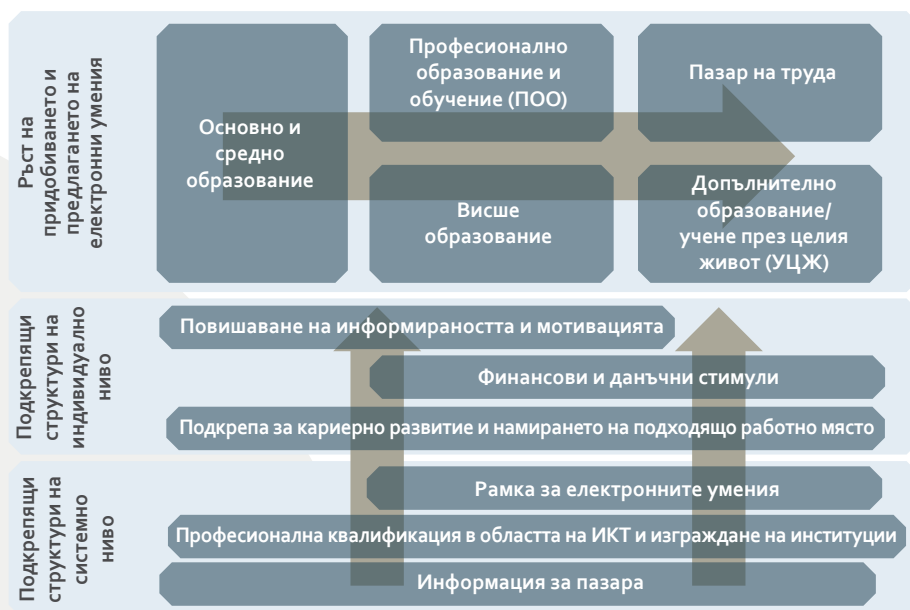 Ръст на
придобиването и
предлагането на
електронни умения
Основно и
средно
образование
Професионално
образование и
обучение (ПОО)
Висше
образование
Пазар на труда
Допълнително
образование/
учене през целия
живот (УЦЖ)
Подкрепящи
структури на
индивидуално
ниво
Повишаване на информираността и мотивацията
Финансови и данъчни стимули
Подкрепа за кариерно развитие и намирането на подходящо работно място
Подкрепящи
структури на
системно
ниво
Рамка за електронните умения
Професионална квалификация в областта на ИКТ и изграждане на институции
Информация за пазара